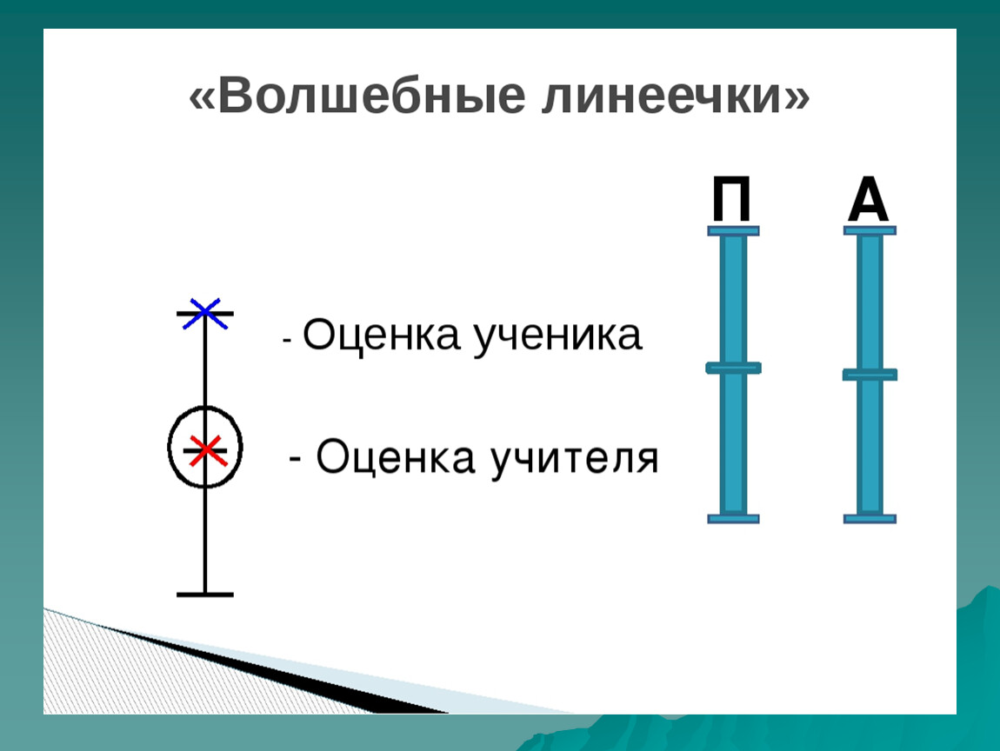 «Волшебные линеечки»
П А
- Оценка ученика
- Оценка учителя